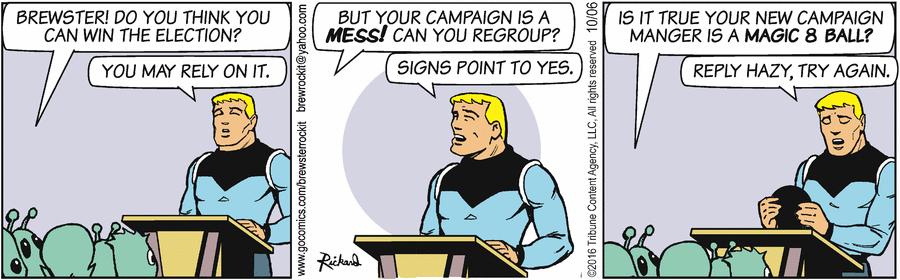 BREWSTER! DO YOU THINK YOU
CAN WIN THE ELECTION?
YOU MAY RELY ON IT.
www.gocomics.com/brewsterrockit brewrockit@yahoo.com
BUT YOUR CAMPAIGN IS A
MESS! CAN YOU REGROUP?
SIGNS POINT TO YES.
Rickard
©2016 Tribune Content Agency, LLC, All rights reserved 10/06
IS IT TRUE YOUR NEW CAMPAIGN
MANGER IS A MAGIC 8 BALL?
REPLY HAZY, TRY AGAIN.